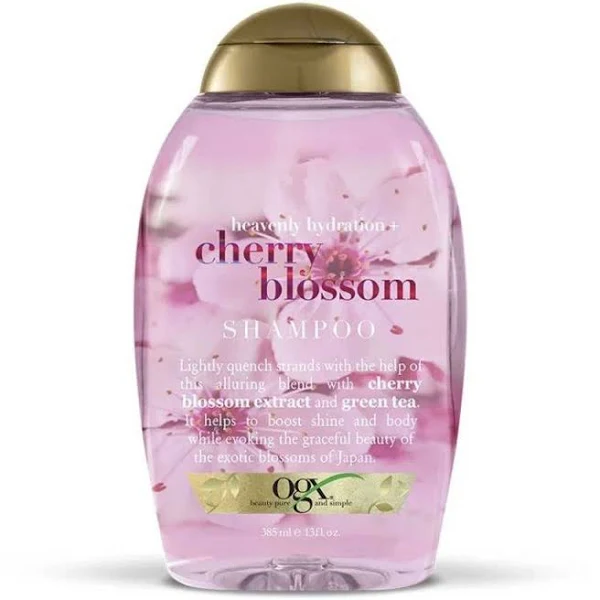 heavenly hydration +
cherry
blossom
SHAMPOO
Lightly quench strands with the help of
this alluring blend with cherry
blossom extract and green tea.
It helps to boost shine and body
while evoking the graceful beauty of
the exotic blossoms of Japan.
ogx®
beauty pure and simple
385 ml ℮ 13 fl. oz.